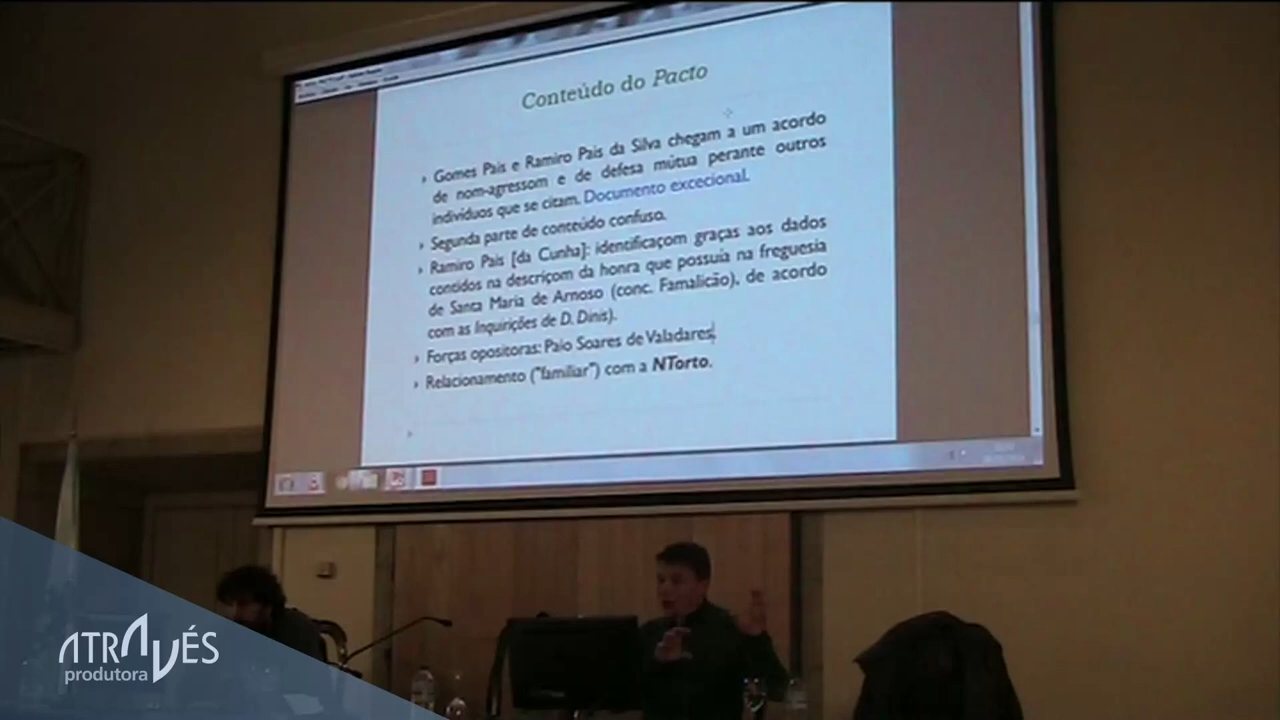 Conteúdo do Pacto
Gomes Pais e Ramiro Pais da Silva chegam a um acordo
de nom-agressom e de defesa mútua perante outros
indivíduos que se citam. Documento excecional.
Segunda parte de conteúdo confuso.
Ramiro Pais [da Cunha]: identificaçom graças aos dados
contidos na descriçom da honra que possuía na freguesia
de Santa Maria de Arnoso (conc. Famalicão), de acordo
com as Inquirições de D. Dinis).
Forças opositoras: Paio Soares de Valadares.
Relacionamento ("familiar") com a NTorto.
ATRAVÉS
produtora